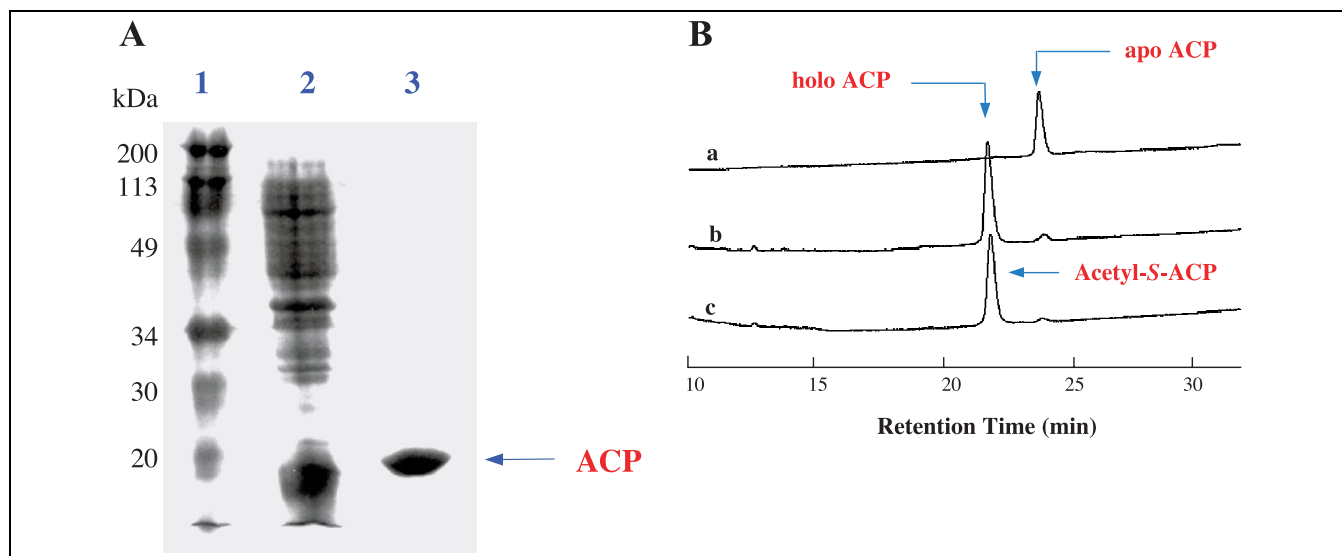 A
1 2 3
kDa
200
113
49
34
30
20
ACP
B
apo ACP
holo ACP
a
b
Acetyl-S-ACP
c
10 15 20 25 30
Retention Time (min)